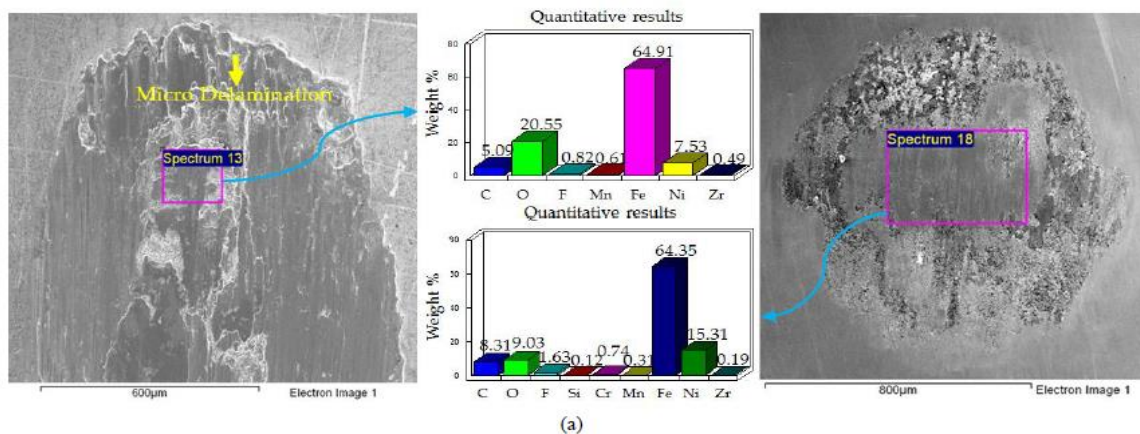 Micro Delamination
Spectrum 13
600µm
Electron Image 1
Quantitative results
Weight %
80
60
40
20
0
5.09
20.55
0.82
0.61
64.91
7.53
0.49
C O F Mn Fe Ni Zr
Quantitative results
Weight %
20
0
8.31
9.03
1.63
0.12
0.74
0.31
64.35
15.31
0.19
C O F Si Cr Mn Fe Ni Zr
Spectrum 18
800µm
Electron Image 1
(a)